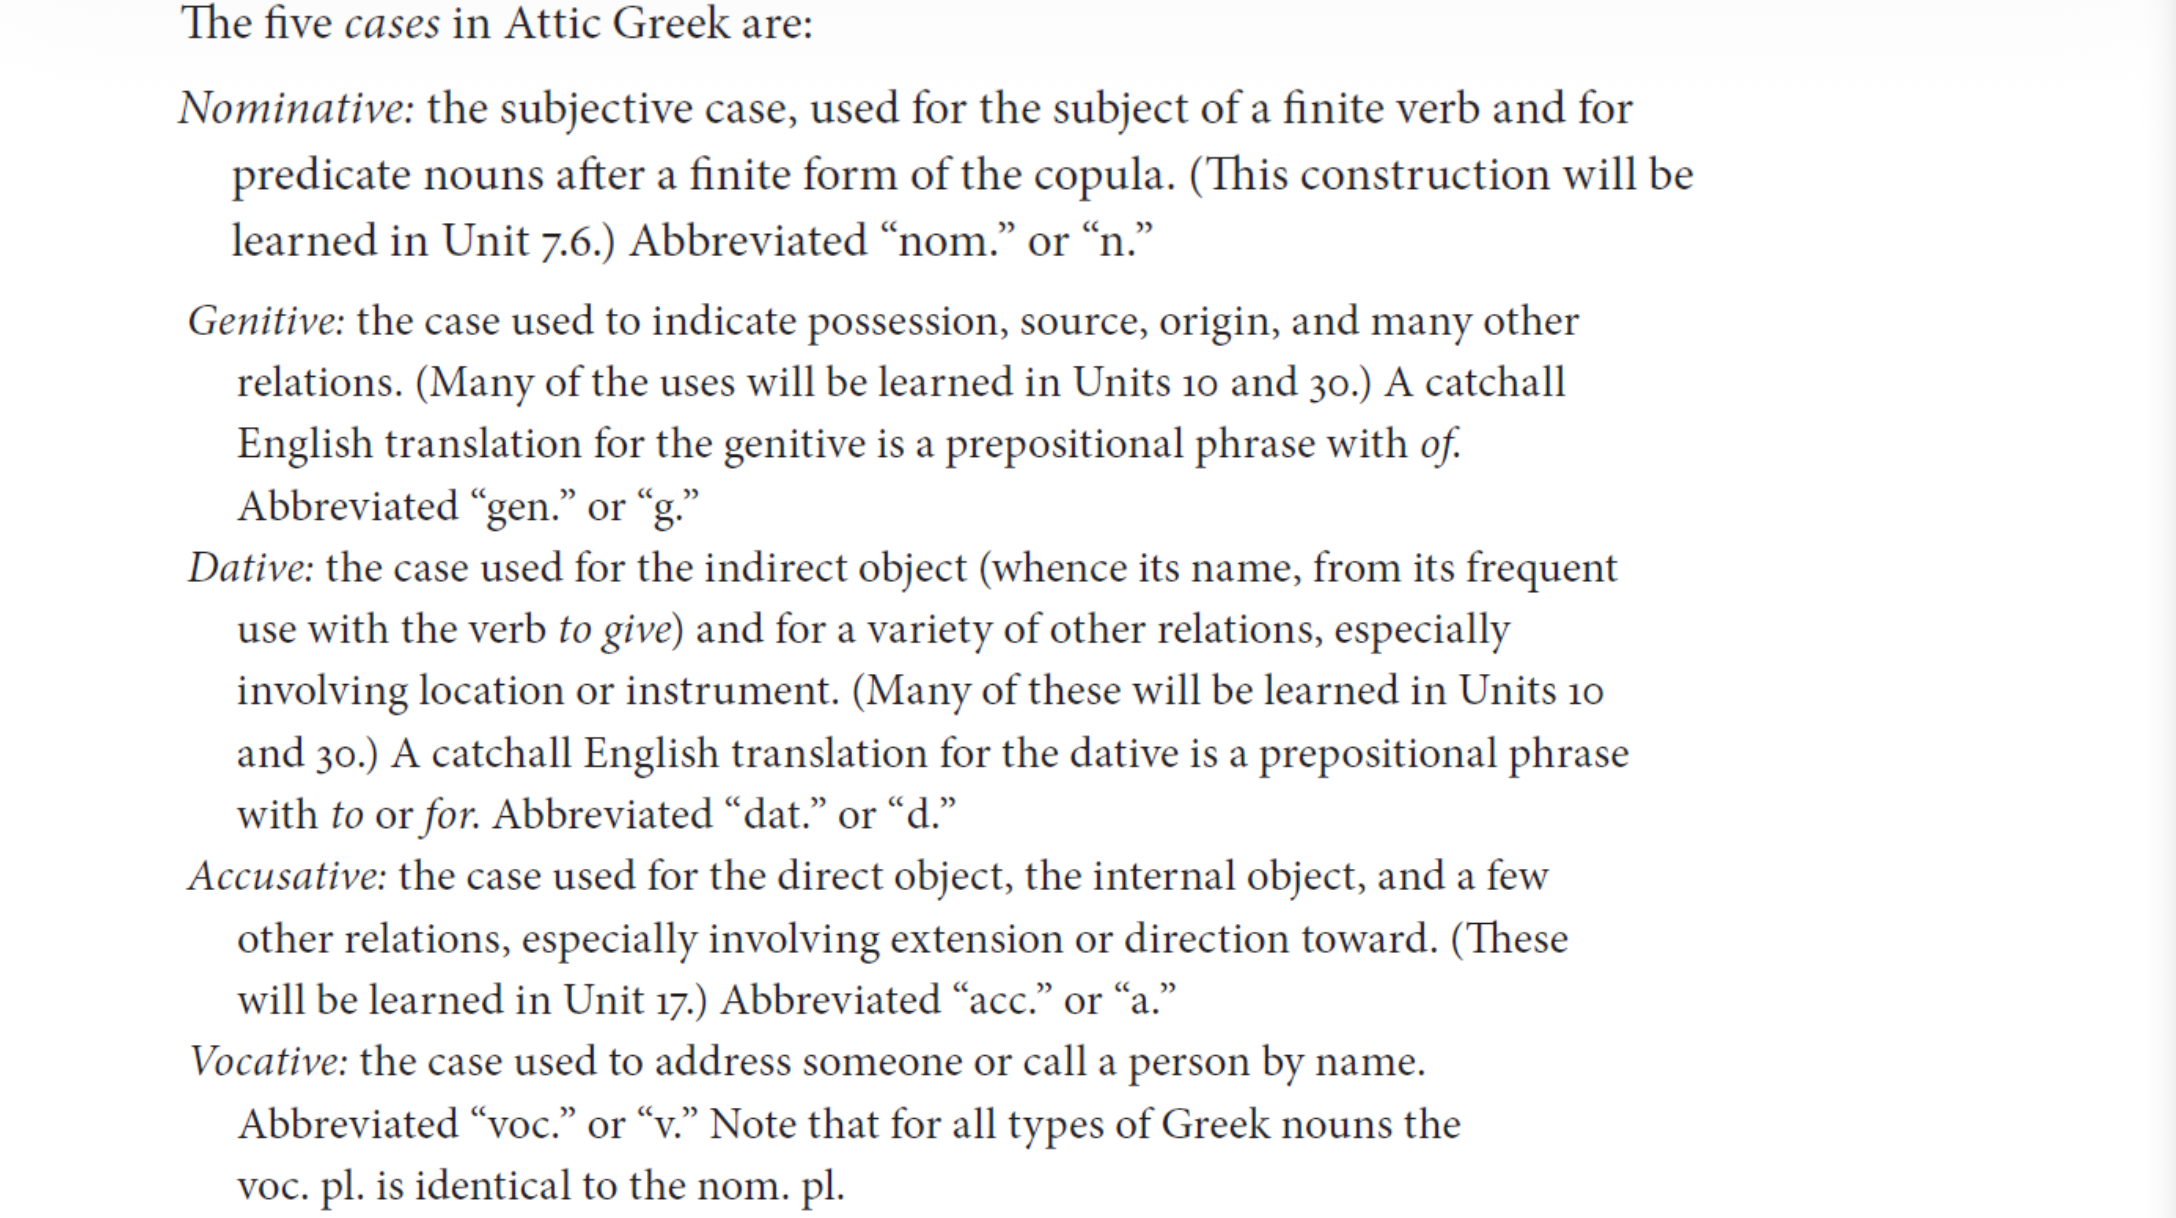 The five cases in Attic Greek are:
Nominative: the subjective case, used for the subject of a finite verb and for
predicate nouns after a finite form of the copula. (This construction will be
learned in Unit 7.6.) Abbreviated “nom.” or “n.”
Genitive: the case used to indicate possession, source, origin, and many other
relations. (Many of the uses will be learned in Units 10 and 30.) A catchall
English translation for the genitive is a prepositional phrase with of.
Abbreviated “gen.” or “g.”
Dative: the case used for the indirect object (whence its name, from its frequent
use with the verb to give) and for a variety of other relations, especially
involving location or instrument. (Many of these will be learned in Units 10
and 30.) A catchall English translation for the dative is a prepositional phrase
with to or for. Abbreviated “dat.” or “d.”
Accusative: the case used for the direct object, the internal object, and a few
other relations, especially involving extension or direction toward. (These
will be learned in Unit 17.) Abbreviated “acc.” or “a.”
Vocative: the case used to address someone or call a person by name.
Abbreviated “voc.” or “v.” Note that for all types of Greek nouns the
voc. pl. is identical to the nom. pl.